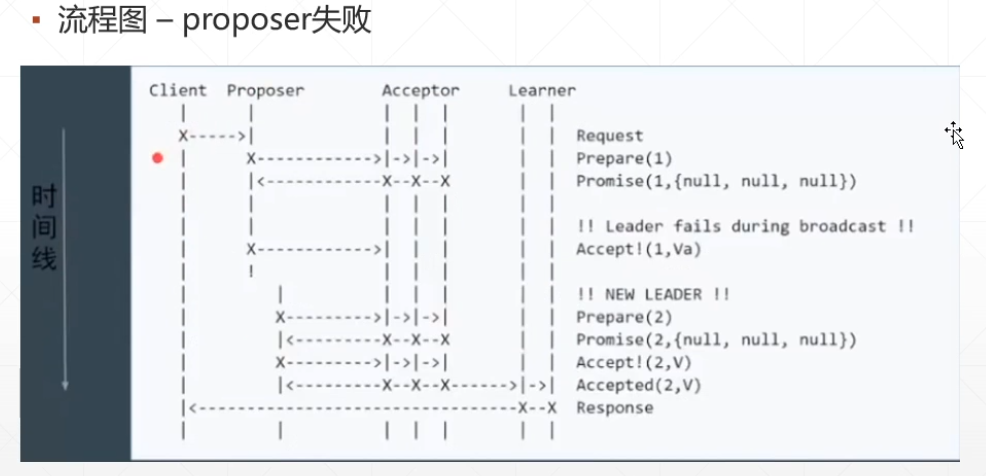 ▪ 流程图 – proposer失败
时间线
Client Proposer Acceptor Learner
| | | | | | |
X----->| | | | | | Request
| X------------>|->|->| | | Prepare(1)
| |<------------X--X--X | | Promise(1,{null, null, null})
| | | | | | |
| | | | | | | !! Leader fails during broadcast !!
| X------------>| | | | | Accept!(1,Va)
| ! | | | | |
| | | | | | | !! NEW LEADER !!
| X--------->|->|->| | | Prepare(2)
| |<---------X--X--X | | Promise(2,{null, null, null})
| X--------->|->|->| | | Accept!(2,V)
| |<---------X--X--X------>|->| Accepted(2,V)
|<---------------------------------X--X Response
| | | | | | |